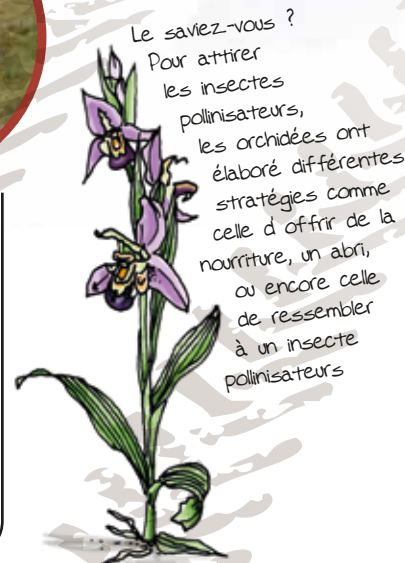 Le saviez-vous ?
Pour attirer
les insectes
pollinisateurs,
les orchidées ont
élaboré différentes
stratégies comme
celle d offrir de la
nourriture, un abri,
ou encore celle
de ressembler
à un insecte
pollinisateurs